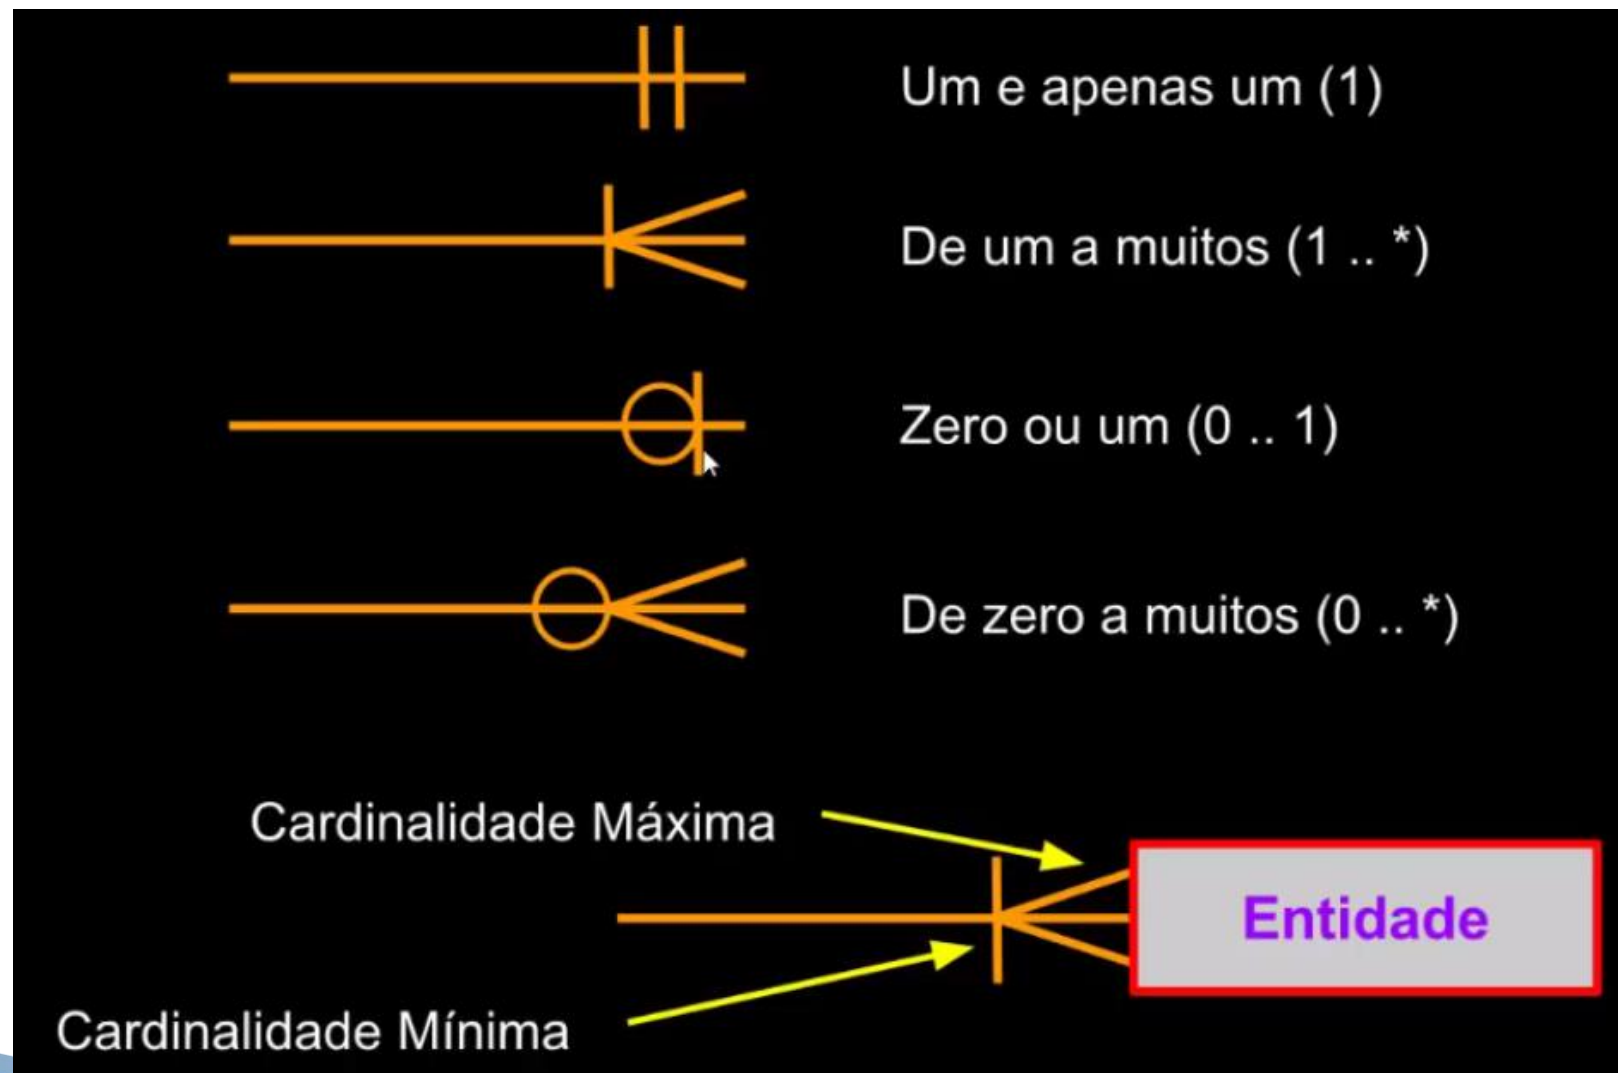 Um e apenas um (1)
De um a muitos (1 .. *)
Zero ou um (0 .. 1)
De zero a muitos (0 .. *)
Cardinalidade Máxima
Entidade
Cardinalidade Mínima